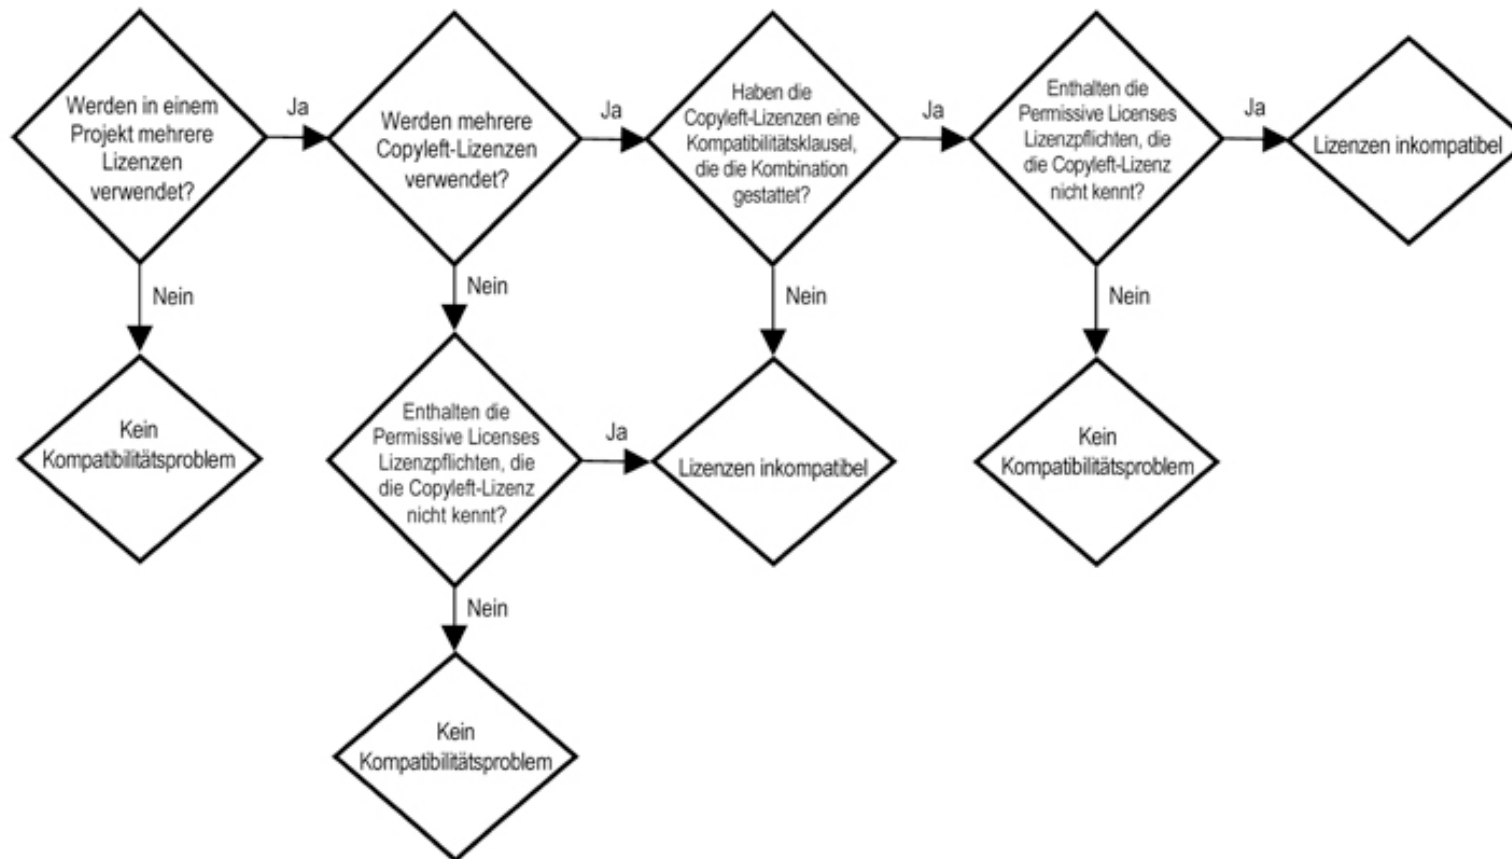 Werden in einem
Projekt mehrere
Lizenzen
verwendet?
Ja
Werden mehrere
Copyleft-Lizenzen
verwendet?
Ja
Haben die
Copyleft-Lizenzen eine
Kompatibilitätsklausel,
die die Kombination
gestattet?
Ja
Enthalten die
Permissive Licenses
Lizenzpflichten, die
die Copyleft-Lizenz
nicht kennt?
Ja
Lizenzen inkompatibel
Nein
Nein
Nein
Nein
Kein
Kompatibilitätsproblem
Enthalten die
Permissive Licenses
Lizenzpflichten, die
die Copyleft-Lizenz
nicht kennt?
Ja
Lizenzen inkompatibel
Kein
Kompatibilitätsproblem
Nein
Kein
Kompatibilitätsproblem